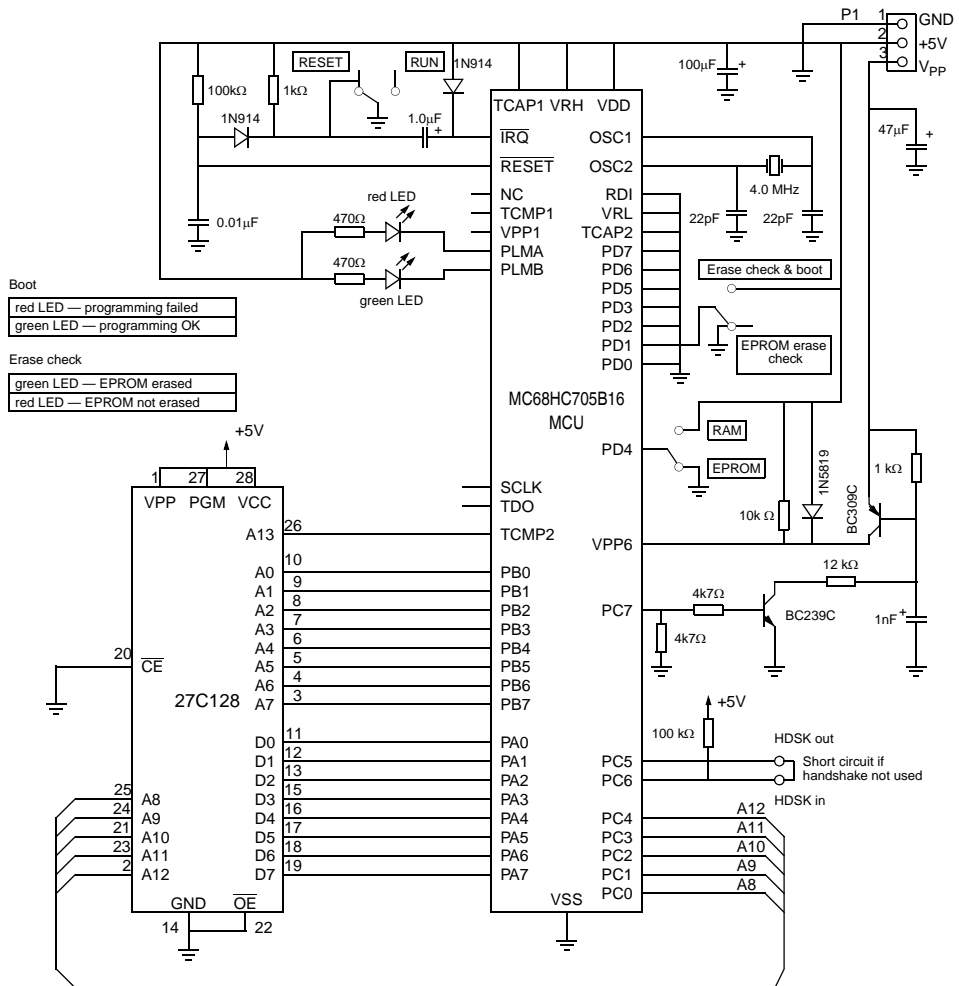 P1 1 GND
2 +5V
3 VPP
RESET RUN 1N914 100µF +
100kΩ 1kΩ
1N914 1.0µF +
TCAP1 VRH VDD
47µF +
IRQ OSC1
RESET OSC2
4.0 MHz
NC RDI
red LED
TCMP1 VRL 22pF 22pF
0.01µF 470Ω
VPP1 TCAP2
PLMA PD7
470Ω PLMB PD6
green LED
Erase check & boot
PD5
Boot
red LED — programming failed
green LED — programming OK
PD3
PD2
PD1 EPROM erase
check
PD0
Erase check
green LED — EPROM erased
red LED — EPROM not erased
MC68HC705B16
MCU
+5V
RAM
PD4
EPROM
1N5819
1 kΩ
BC309C
10k Ω
1 27 28
VPP PGM VCC
SCLK
TDO
A13 26 TCMP2
VPP6
A0 10 PB0
A1 9 PB1
A2 8 PB2
A3 7 PB3
A4 6 PB4
A5 5 PB5
A6 4 PB6
A7 3 PB7
12 kΩ
PC7 4k7Ω
BC239C
1nF +
4k7Ω
20 CE
27C128
+5V
100 kΩ
HDSK out
D0 11 PA0
D1 12 PA1 PC5
D2 13 PA2 PC6
Short circuit if
handshake not used
HDSK in
25 A8 D3 15 PA3
24 A9 D4 16 PA4 PC4 A12
21 A10 D5 17 PA5 PC3 A11
23 A11 D6 18 PA6 PC2 A10
2 A12 D7 19 PA7 PC1 A9
PC0 A8
GND OE VSS
14 22